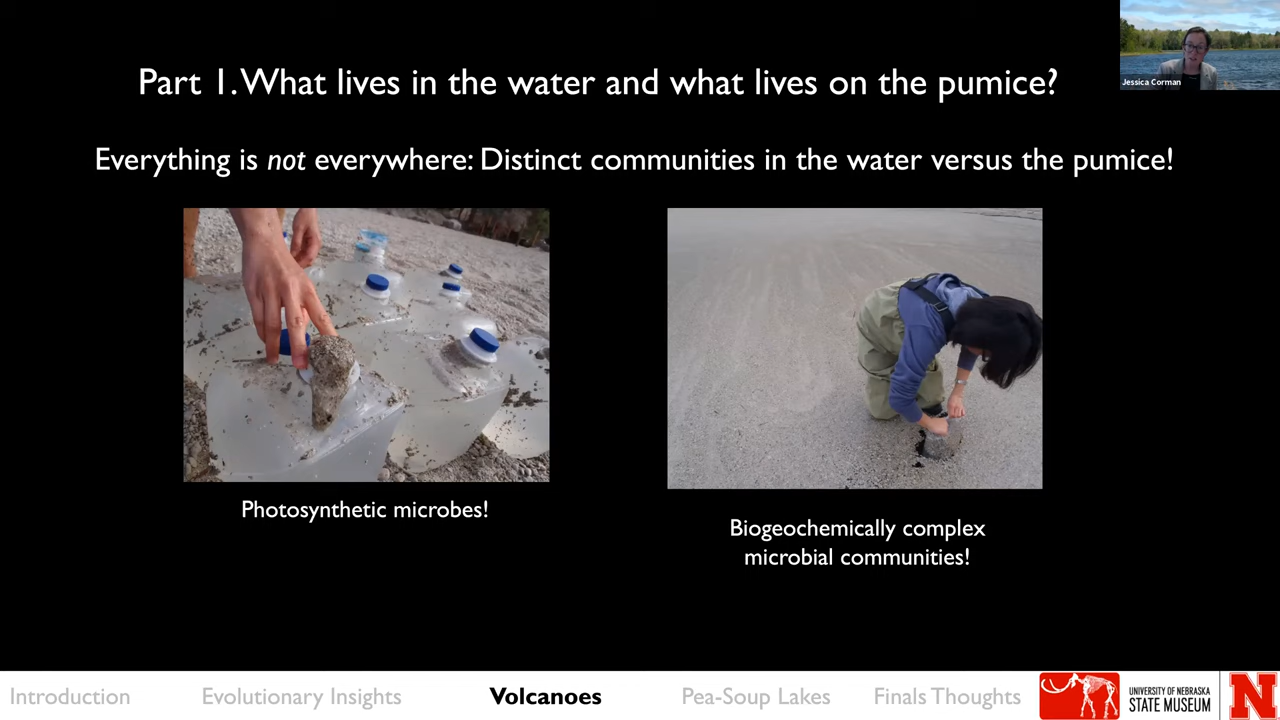 Jessica Corman
Part 1. What lives in the water and what lives on the pumice?
Everything is not everywhere: Distinct communities in the water versus the pumice!
Photosynthetic microbes!
Biogeochemically complex
microbial communities!
Introduction
Evolutionary Insights
Volcanoes
Pea-Soup Lakes
Finals Thoughts
UNIVERSITY OF NEBRASKA
STATE MUSEUM
N